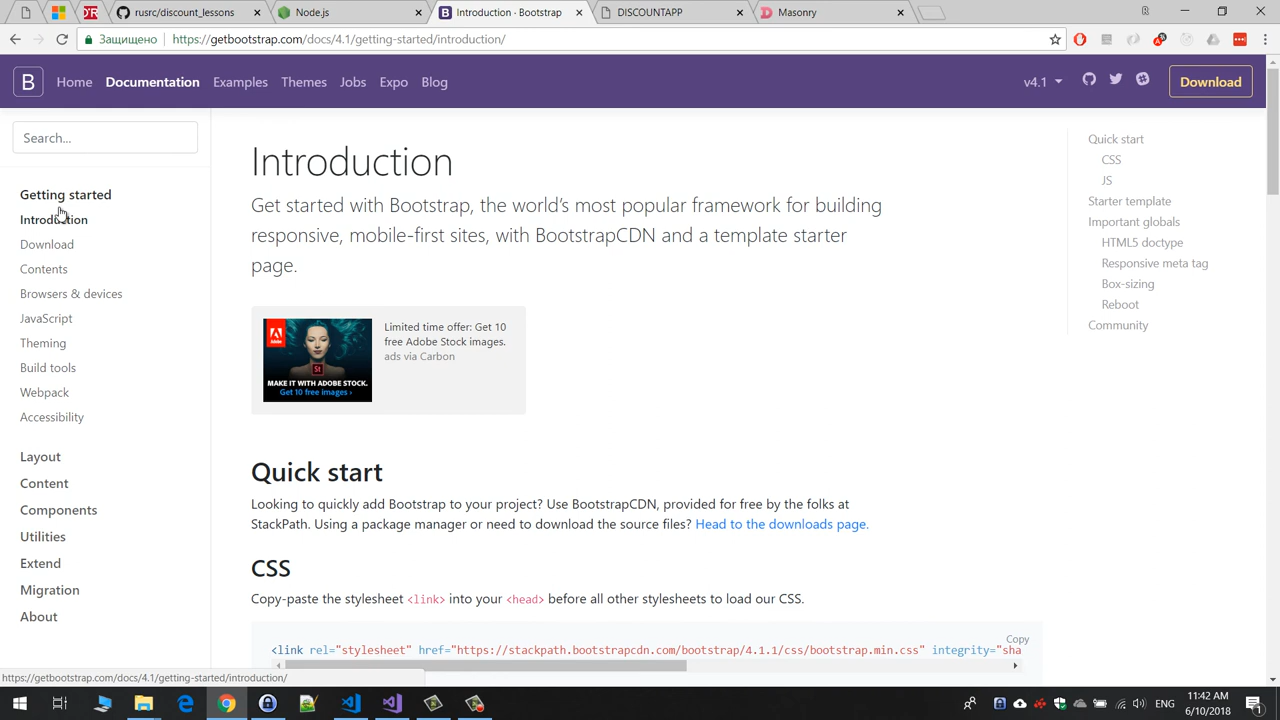 rusrc/discount_lessons
Node.js
Introduction · Bootstrap
DISCOUNTAPP
Masonry
Защищено
https://getbootstrap.com/docs/4.1/getting-started/introduction/
B
Home
Documentation
Examples
Themes
Jobs
Expo
Blog
v4.1
Download
Search...
Getting started
Introduction
Download
Contents
Browsers & devices
JavaScript
Theming
Build tools
Webpack
Accessibility
Layout
Content
Components
Utilities
Extend
Migration
About
Introduction
Get started with Bootstrap, the world's most popular framework for building
responsive, mobile-first sites, with BootstrapCDN and a template starter
page.
Adobe
St
MAKE IT WITH ADOBE STOCK.
Get 10 free images ›
Limited time offer: Get 10
free Adobe Stock images.
ads via Carbon
Quick start
Looking to quickly add Bootstrap to your project? Use BootstrapCDN, provided for free by the folks at
StackPath. Using a package manager or need to download the source files? Head to the downloads page.
CSS
Copy-paste the stylesheet <link> into your <head> before all other stylesheets to load our CSS.
Copy
<link rel="stylesheet" href="https://stackpath.bootstrapcdn.com/bootstrap/4.1.1/css/bootstrap.min.css" integrity="sha
Quick start
CSS
JS
Starter template
Important globals
HTML5 doctype
Responsive meta tag
Box-sizing
Reboot
Community
https://getbootstrap.com/docs/4.1/getting-started/introduction/
ENG
11:42 AM
6/10/2018
1